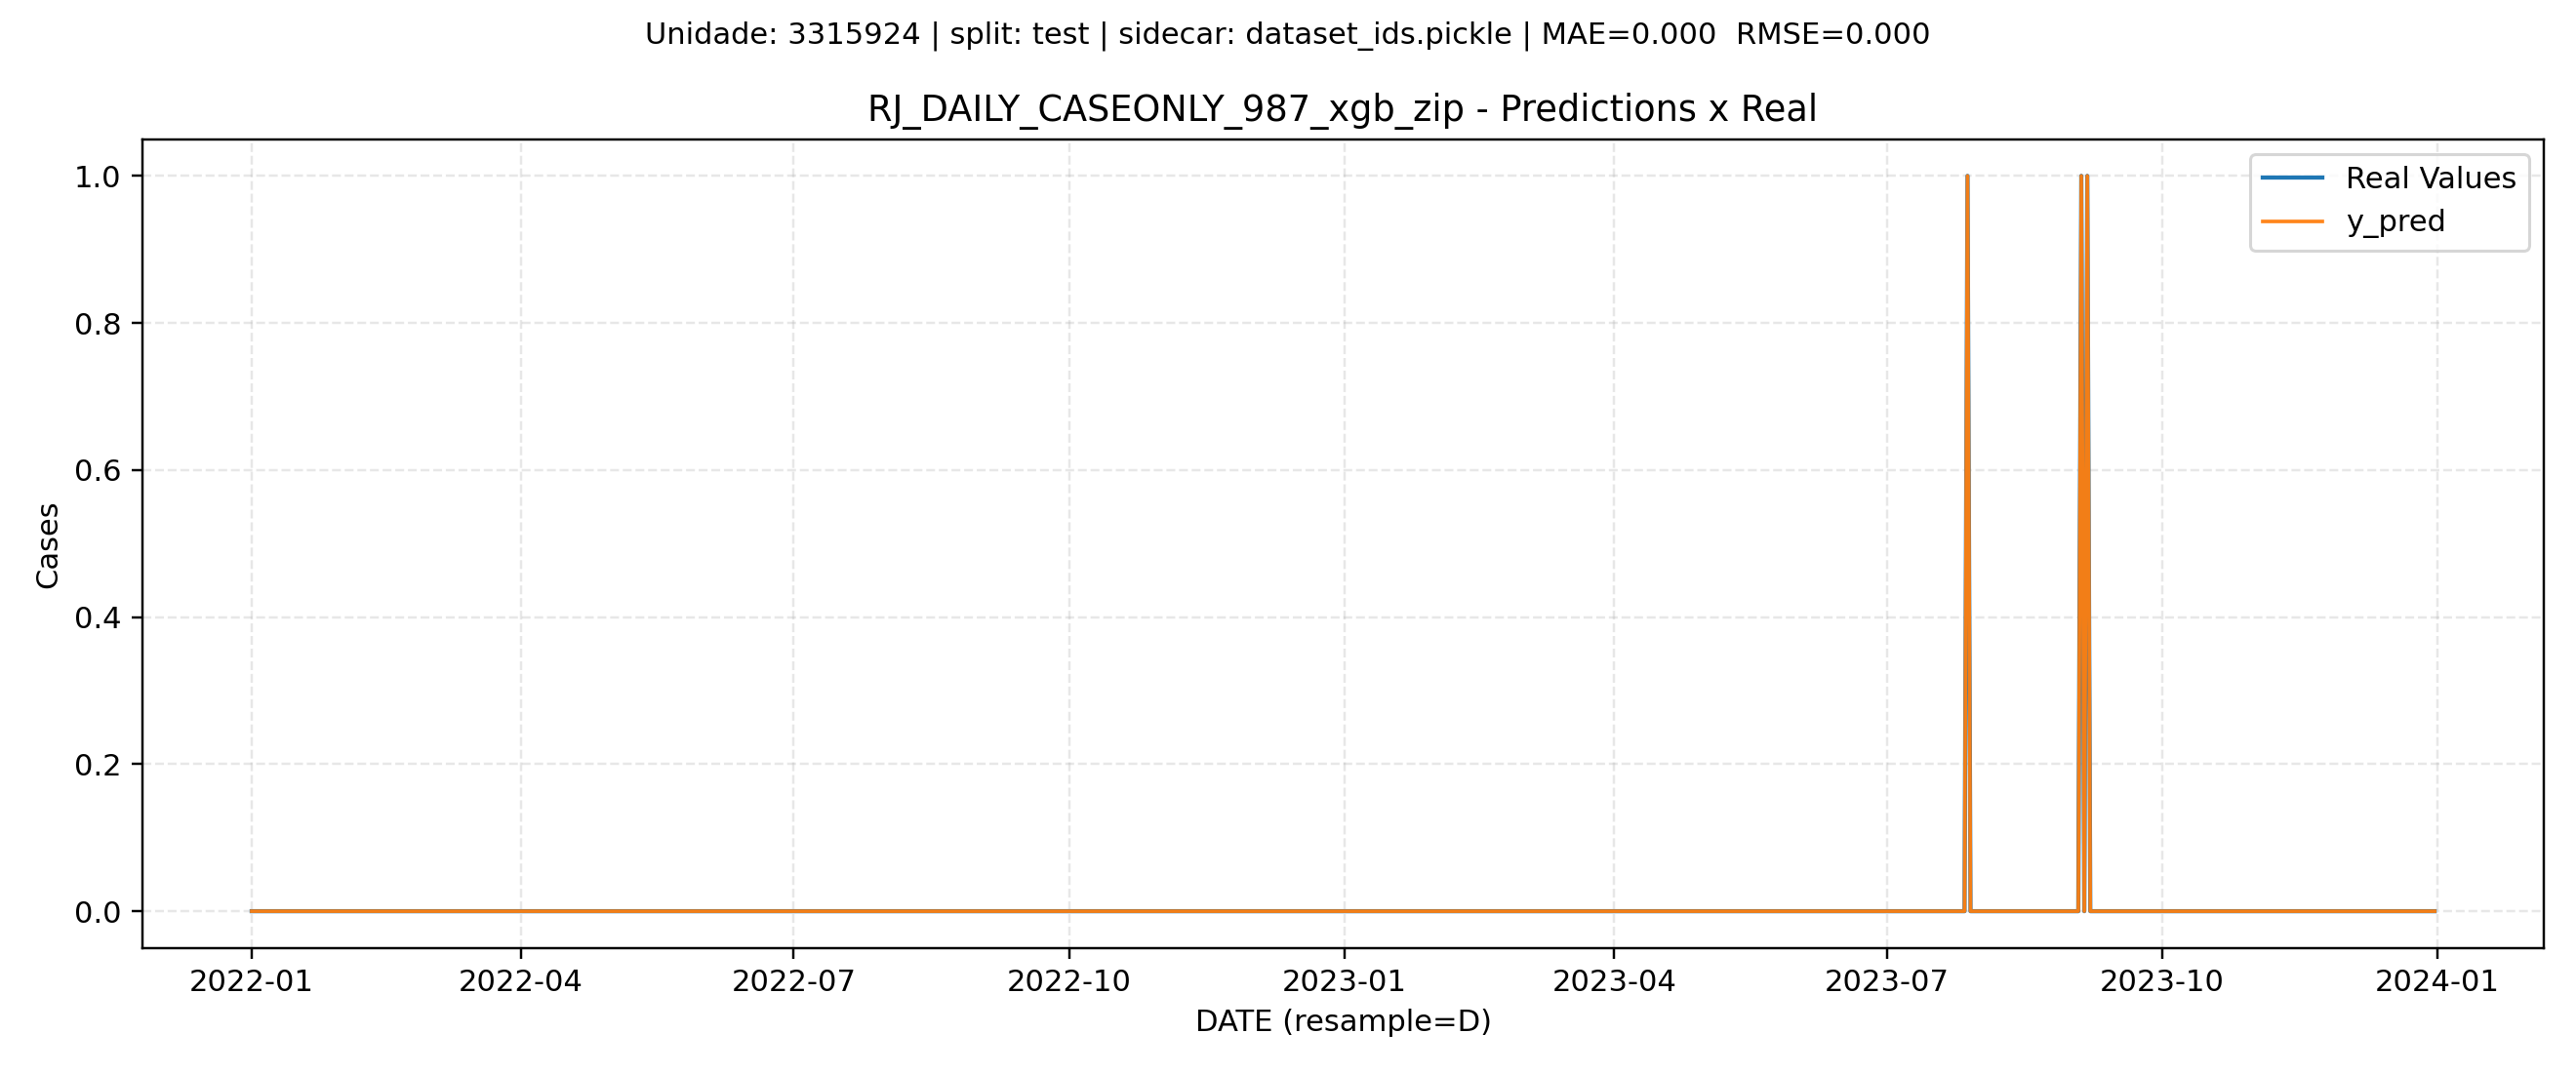 Unidade: 3315924 | split: test | sidecar: dataset_ids.pickle | MAE=0.000  RMSE=0.000
RJ_DAILY_CASEONLY_987_xgb_zip - Predictions x Real
Real Values
y_pred
1.0
0.8
0.6
0.4
0.2
0.0
Cases
2022-01
2022-04
2022-07
2022-10
2023-01
2023-04
2023-07
2023-10
2024-01
DATE (resample=D)